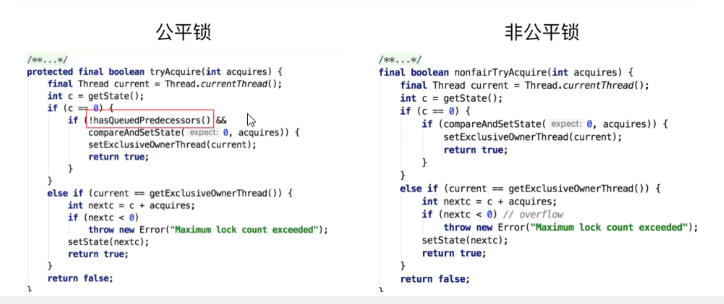 公平锁
/**...*/
protected final boolean tryAcquire(int acquires) {
    final Thread current = Thread.currentThread();
    int c = getState();
    if (c == 0) {
        if (!hasQueuedPredecessors() &&
            compareAndSetState( expect: 0, acquires)) {
            setExclusiveOwnerThread(current);
            return true;
        }
    }
    else if (current == getExclusiveOwnerThread()) {
        int nextc = c + acquires;
        if (nextc < 0)
            throw new Error("Maximum lock count exceeded");
        setState(nextc);
        return true;
    }
    return false;
}
非公平锁
/**...*/
final boolean nonfairTryAcquire(int acquires) {
    final Thread current = Thread.currentThread();
    int c = getState();
    if (c == 0) {
        if (compareAndSetState( expect: 0, acquires)) {
            setExclusiveOwnerThread(current);
            return true;
        }
    }
    else if (current == getExclusiveOwnerThread()) {
        int nextc = c + acquires;
        if (nextc < 0) // overflow
            throw new Error("Maximum lock count exceeded");
        setState(nextc);
        return true;
    }
    return false;
}